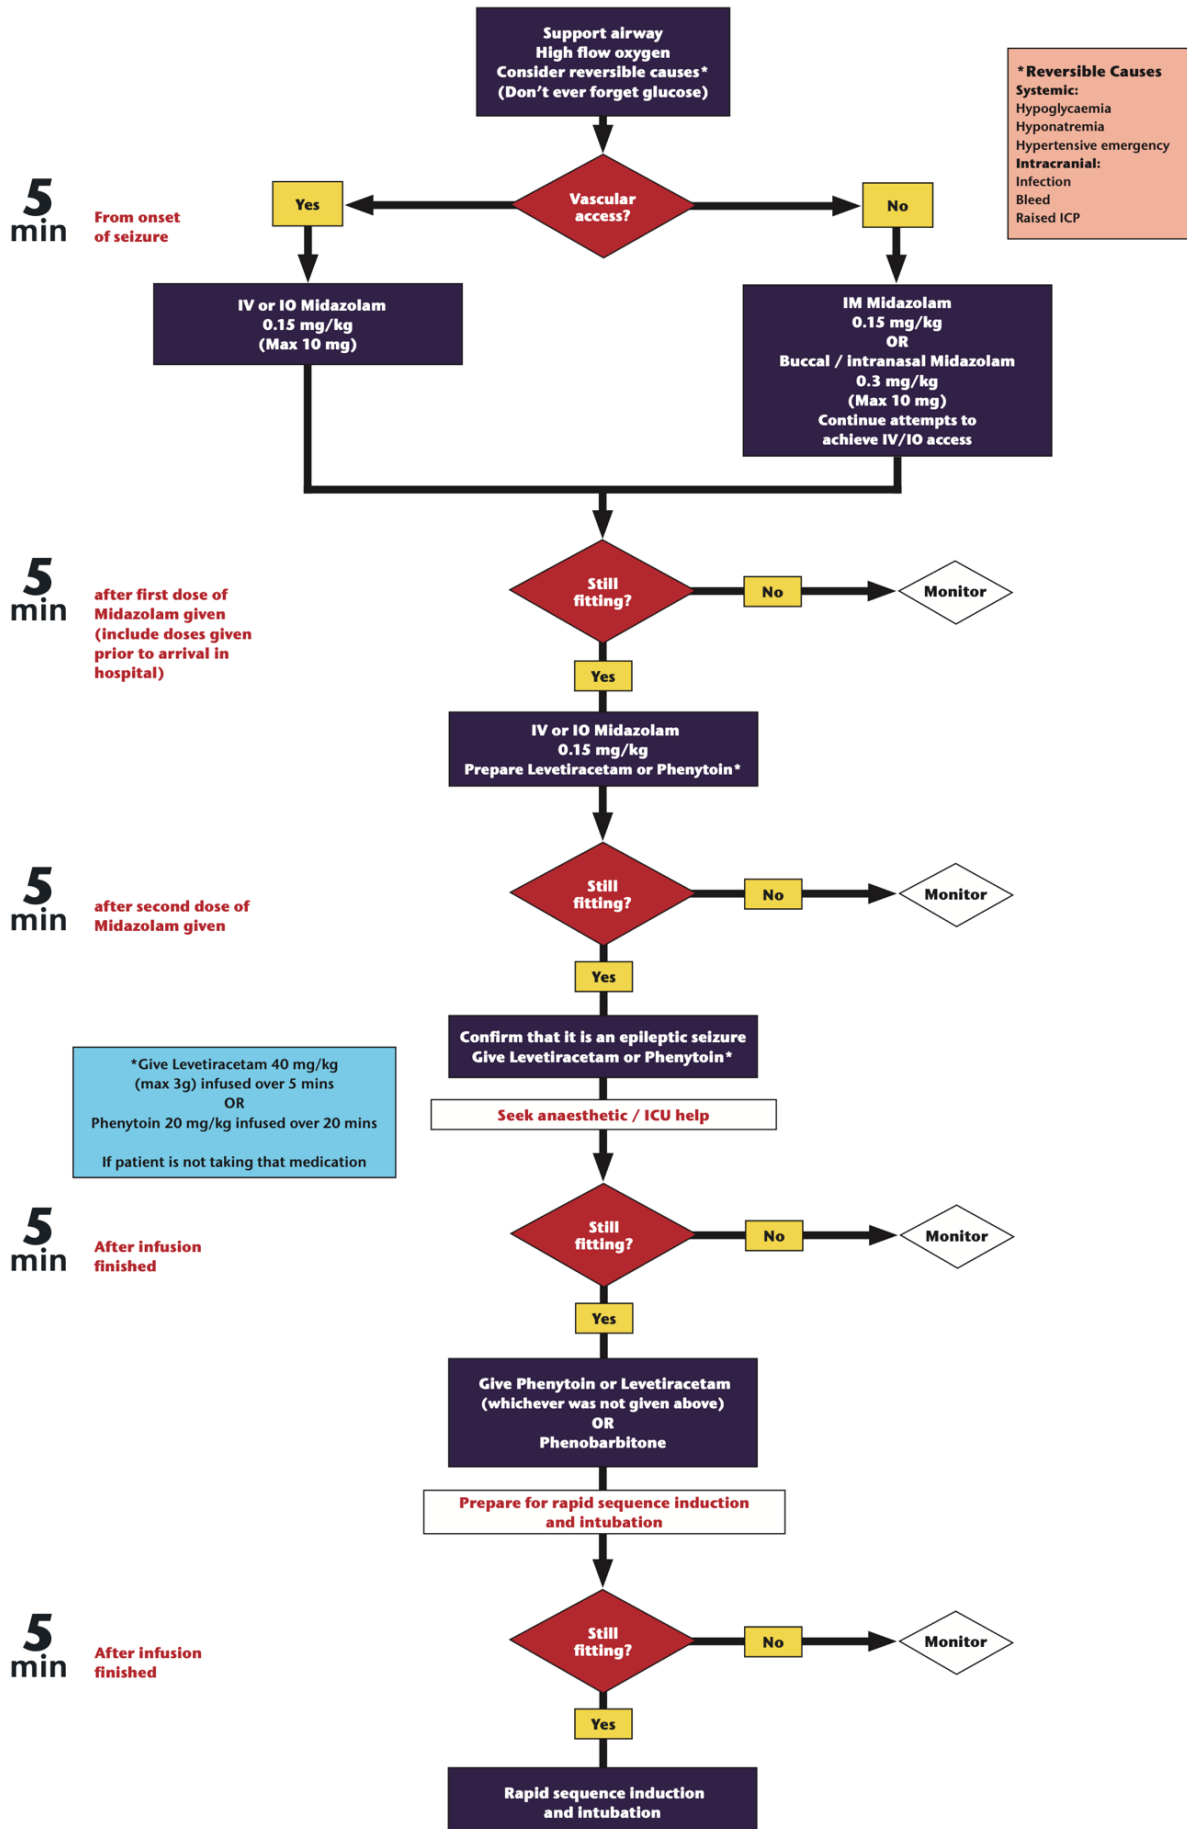 Support airway
High flow oxygen
Consider reversible causes*
(Don't ever forget glucose)
*Reversible Causes
Systemic:
Hypoglycaemia
Hyponatremia
Hypertensive emergency
Intracranial:
Infection
Bleed
Raised ICP
5
min
From onset
of seizure
Yes
Vascular
access?
No
IV or IO Midazolam
0.15 mg/kg
(Max 10 mg)
IM Midazolam
0.15 mg/kg
OR
Buccal / intranasal Midazolam
0.3 mg/kg
(Max 10 mg)
Continue attempts to
achieve IV/IO access
5
min
after first dose of
Midazolam given
(include doses given
prior to arrival in
hospital)
Still
fitting?
No
Monitor
Yes
IV or IO Midazolam
0.15 mg/kg
Prepare Levetiracetam or Phenytoin*
5
min
after second dose of
Midazolam given
Still
fitting?
No
Monitor
Yes
Confirm that it is an epileptic seizure
Give Levetiracetam or Phenytoin*
*Give Levetiracetam 40 mg/kg
(max 3g) infused over 5 mins
OR
Phenytoin 20 mg/kg infused over 20 mins
If patient is not taking that medication
Seek anaesthetic / ICU help
5
min
After infusion
finished
Still
fitting?
No
Monitor
Yes
Give Phenytoin or Levetiracetam
(whichever was not given above)
OR
Phenobarbitone
Prepare for rapid sequence induction
and intubation
5
min
After infusion
finished
Still
fitting?
No
Monitor
Yes
Rapid sequence induction
and intubation